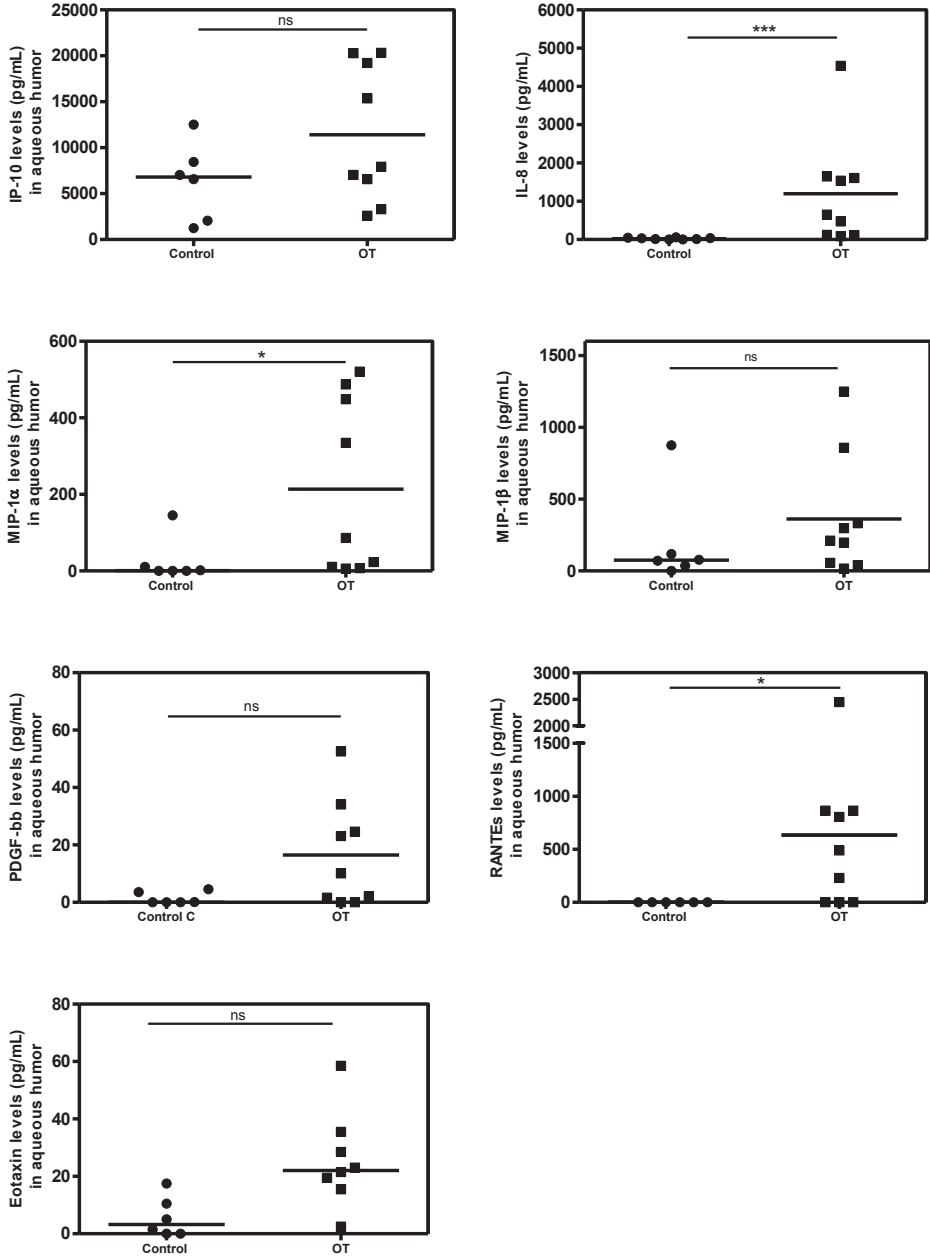 25000
20000
15000
10000
5000
0
IP-10 levels (pg/mL)
in aqueous humor
ns
Control
OT
6000
5000
4000
3000
2000
1000
0
IL-8 levels (pg/mL)
in aqueous humor
***
Control
OT
600
400
200
0
MIP-1α levels (pg/mL)
in aqueous humor
*
Control
OT
1500
1000
500
0
MIP-1β levels (pg/mL)
in aqueous humor
ns
Control
OT
80
60
40
20
0
PDGF-bb levels (pg/mL)
in aqueous humor
ns
Control C
OT
3000
2500
2000
1500
1000
500
0
RANTEs levels (pg/mL)
in aqueous humor
*
Control
OT
80
60
40
20
0
Eotaxin levels (pg/mL)
in aqueous humor
ns
Control
OT